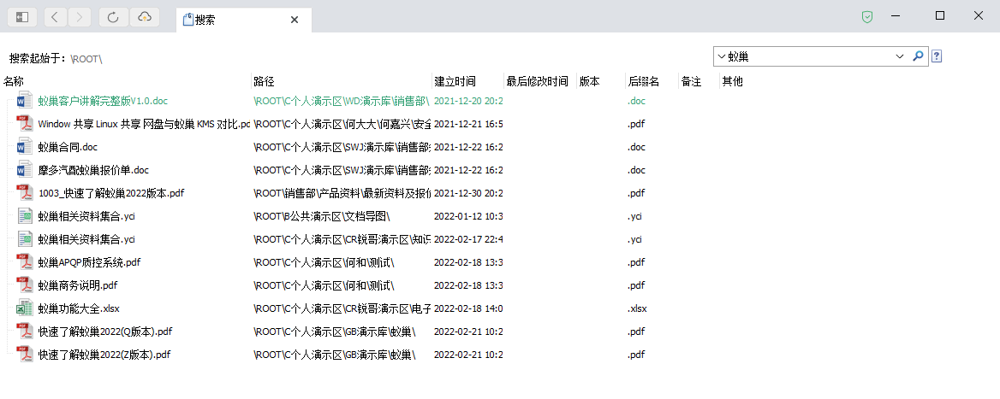 搜索
搜索起始于：\ROOT\
蚁巢
名称 路径 建立时间 最后修改时间 版本 后缀名 备注 其他
蚁巢客户讲解完整版V1.0.doc \ROOT\C个人演示区\WD演示库\销售部\ 2021-12-20 20:2 .doc
Window 共享 Linux 共享 网盘与蚁巢 KMS 对比.pd \ROOT\C个人演示区\何大大\何嘉兴\安全 2021-12-21 16:5 .pdf
蚁巢合同.doc \ROOT\C个人演示区\SWJ演示库\销售部 2021-12-22 16:2 .doc
摩多汽配蚁巢报价单.doc \ROOT\C个人演示区\SWJ演示库\销售部 2021-12-22 16:2 .doc
1003_快速了解蚁巢2022版本.pdf \ROOT\销售部\产品资料\最新资料及报价 2021-12-30 20:2 .pdf
蚁巢相关资料集合.yci \ROOT\B公共演示区\文档导图\ 2022-01-12 10:3 .yci
蚁巢相关资料集合.yci \ROOT\C个人演示区\CR锐哥演示区\知识 2022-02-17 22:4 .yci
蚁巢APQP质控系统.pdf \ROOT\C个人演示区\何和\测试\ 2022-02-18 13:3 .pdf
蚁巢商务说明.pdf \ROOT\C个人演示区\何和\测试\ 2022-02-18 13:3 .pdf
蚁巢功能大全.xlsx \ROOT\C个人演示区\CR锐哥演示区\电子 2022-02-18 14:0 .xlsx
快速了解蚁巢2022(Q版本).pdf \ROOT\C个人演示区\GB演示库\蚁巢\ 2022-02-21 10:2 .pdf
快速了解蚁巢2022(Z版本).pdf \ROOT\C个人演示区\GB演示库\蚁巢\ 2022-02-21 10:2 .pdf